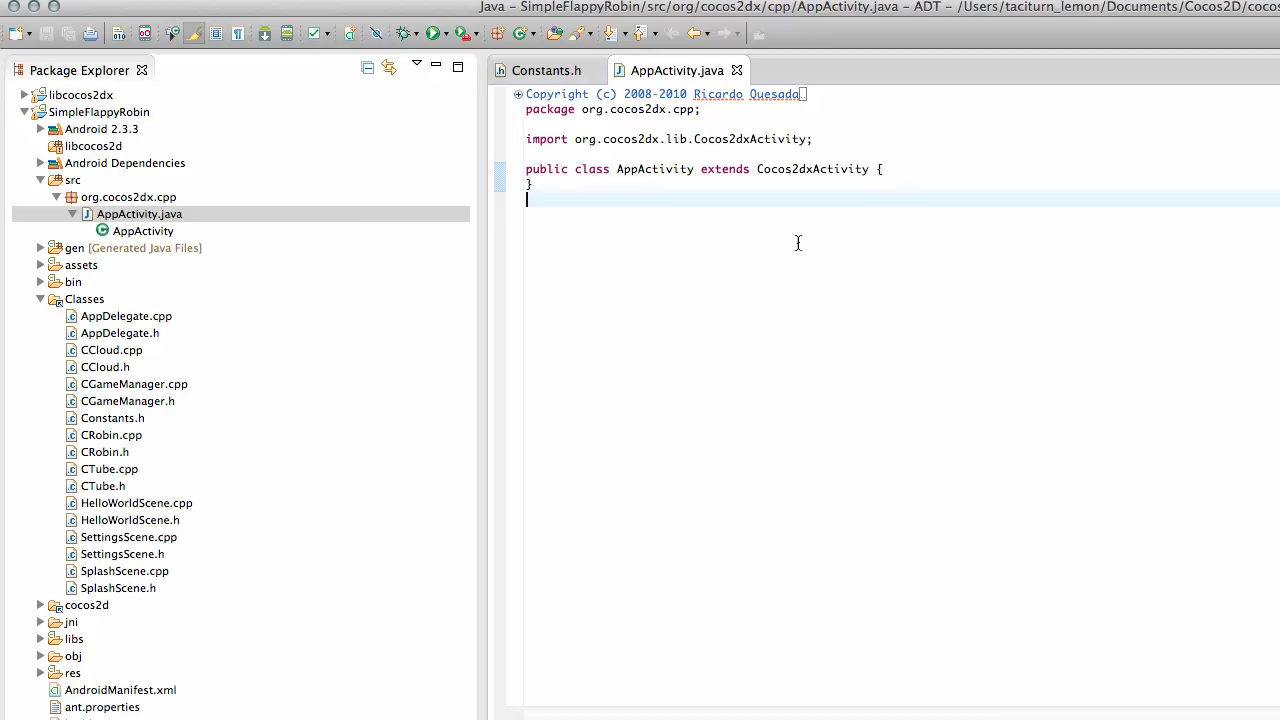 Java – SimpleFlappyRobin/src/org/cocos2dx/cpp/AppActivity.java – ADT – /Users/taciturn_lemon/Documents/Cocos2D/cocos
Package Explorer
libcocos2dx
SimpleFlappyRobin
Android 2.3.3
libcocos2d
Android Dependencies
src
org.cocos2dx.cpp
AppActivity.java
AppActivity
gen [Generated Java Files]
assets
bin
Classes
AppDelegate.cpp
AppDelegate.h
CCloud.cpp
CCloud.h
CGameManager.cpp
CGameManager.h
Constants.h
CRobin.cpp
CRobin.h
CTube.cpp
CTube.h
HelloWorldScene.cpp
HelloWorldScene.h
SettingsScene.cpp
SettingsScene.h
SplashScene.cpp
SplashScene.h
cocos2d
jni
libs
obj
res
AndroidManifest.xml
ant.properties
Constants.h
AppActivity.java
Copyright (c) 2008-2010 Ricardo Quesada
package org.cocos2dx.cpp;
import org.cocos2dx.lib.Cocos2dxActivity;
public class AppActivity extends Cocos2dxActivity {
}